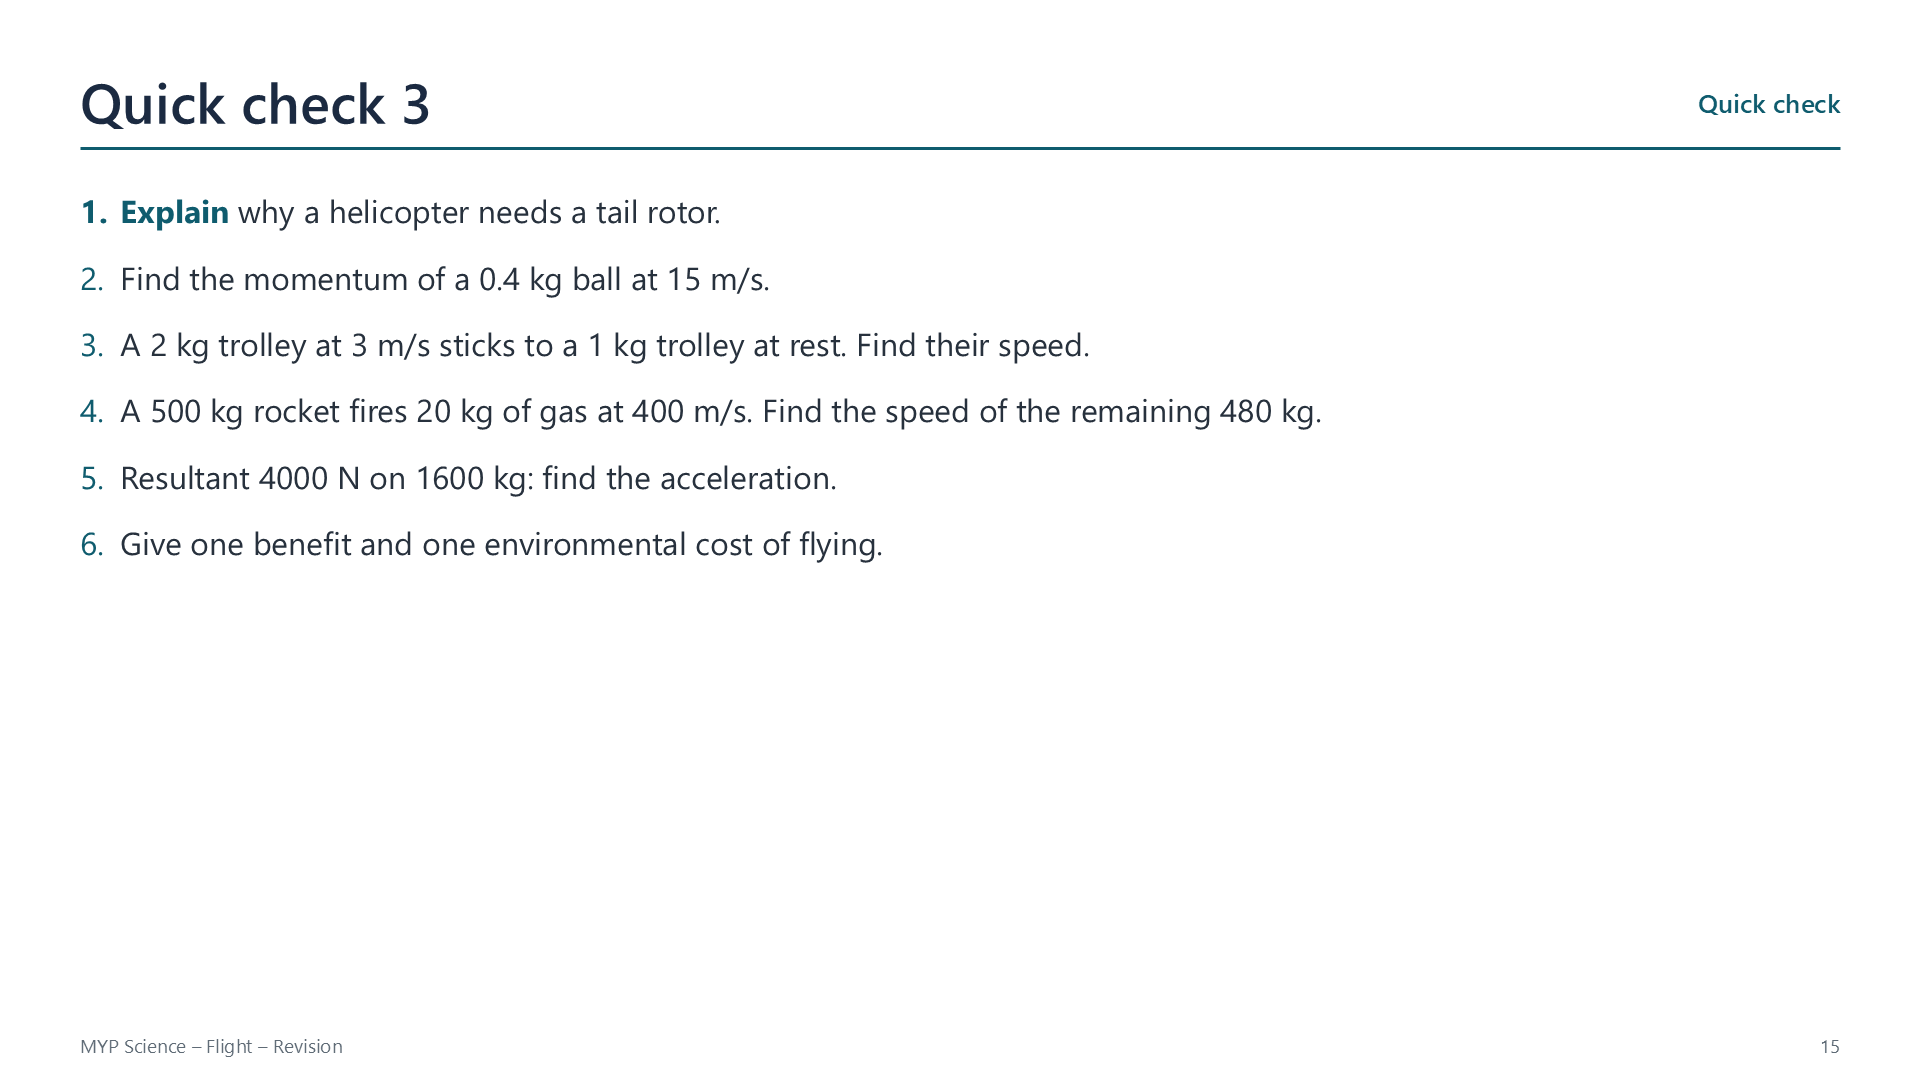 Quick check 3
Quick check
1. Explain why a helicopter needs a tail rotor.
2. Find the momentum of a 0.4 kg ball at 15 m/s.
3. A 2 kg trolley at 3 m/s sticks to a 1 kg trolley at rest. Find their speed.
4. A 500 kg rocket fires 20 kg of gas at 400 m/s. Find the speed of the remaining 480 kg.
5. Resultant 4000 N on 1600 kg: find the acceleration.
6. Give one benefit and one environmental cost of flying.
MYP Science – Flight – Revision
15